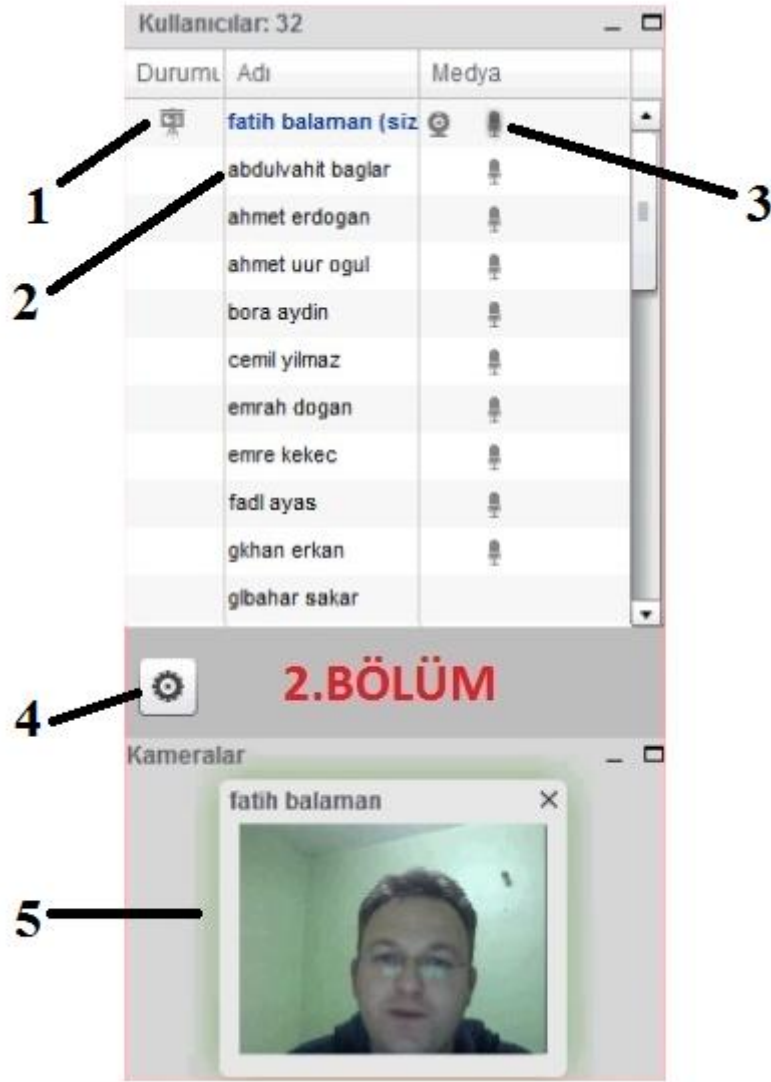 Kullanıcılar: 32
Durumu Adı Medya
1 fatih balaman (siz
2 abdulvahit baglar 3
ahmet erdogan
ahmet uur ogul
bora aydin
cemil yilmaz
emrah dogan
emre kekec
fadl ayas
gkhan erkan
glbahar sakar
4 2.BÖLÜM
Kameralar
fatih balaman
5